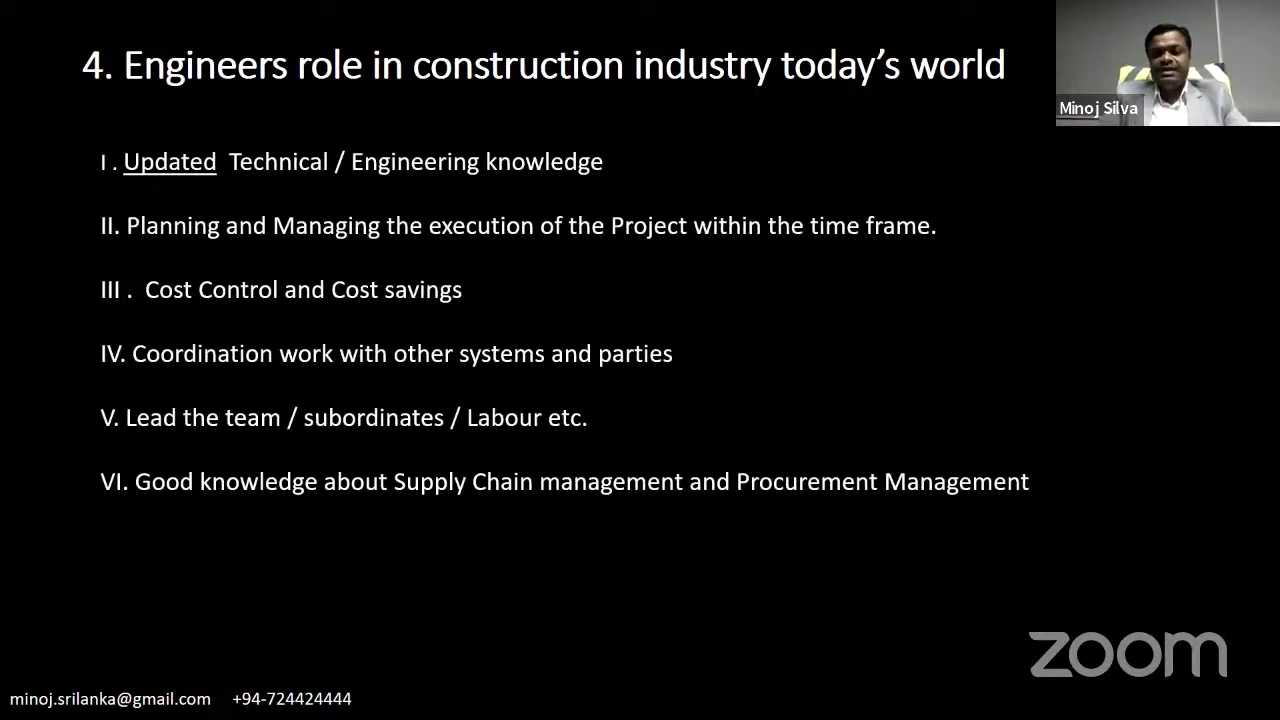 4. Engineers role in construction industry today’s world
Minoj Silva
I . Updated Technical / Engineering knowledge
II. Planning and Managing the execution of the Project within the time frame.
III . Cost Control and Cost savings
IV. Coordination work with other systems and parties
V. Lead the team / subordinates / Labour etc.
VI. Good knowledge about Supply Chain management and Procurement Management
zoom
minoj.srilanka@gmail.com +94-724424444